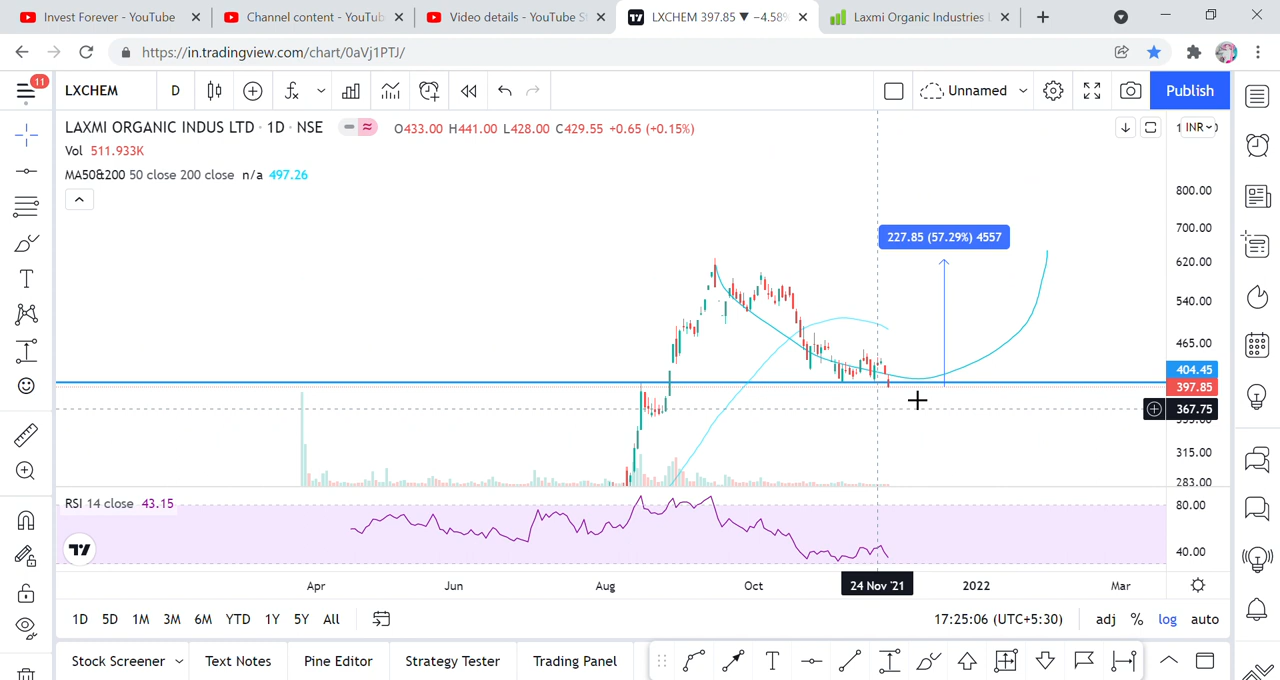 Invest Forever - YouTube
Channel content - YouTub
Video details - YouTube S
LXCHEM 397.85 ▼ −4.58%
Laxmi Organic Industries
https://in.tradingview.com/chart/0aVj1PTJ/
11
LXCHEM
D
Unnamed
Publish
LAXMI ORGANIC INDUS LTD · 1D · NSE
O433.00 H441.00 L428.00 C429.55 +0.65 (+0.15%)
INR
Vol 511.933K
MA50&200 50 close 200 close n/a 497.26
800.00
700.00
227.85 (57.29%) 4557
620.00
540.00
465.00
404.45
397.85
367.75
315.00
283.00
RSI 14 close 43.15
80.00
40.00
Apr
Jun
Aug
Oct
24 Nov '21
2022
Mar
1D 5D 1M 3M 6M YTD 1Y 5Y All
17:25:06 (UTC+5:30)
adj % log auto
Stock Screener
Text Notes
Pine Editor
Strategy Tester
Trading Panel